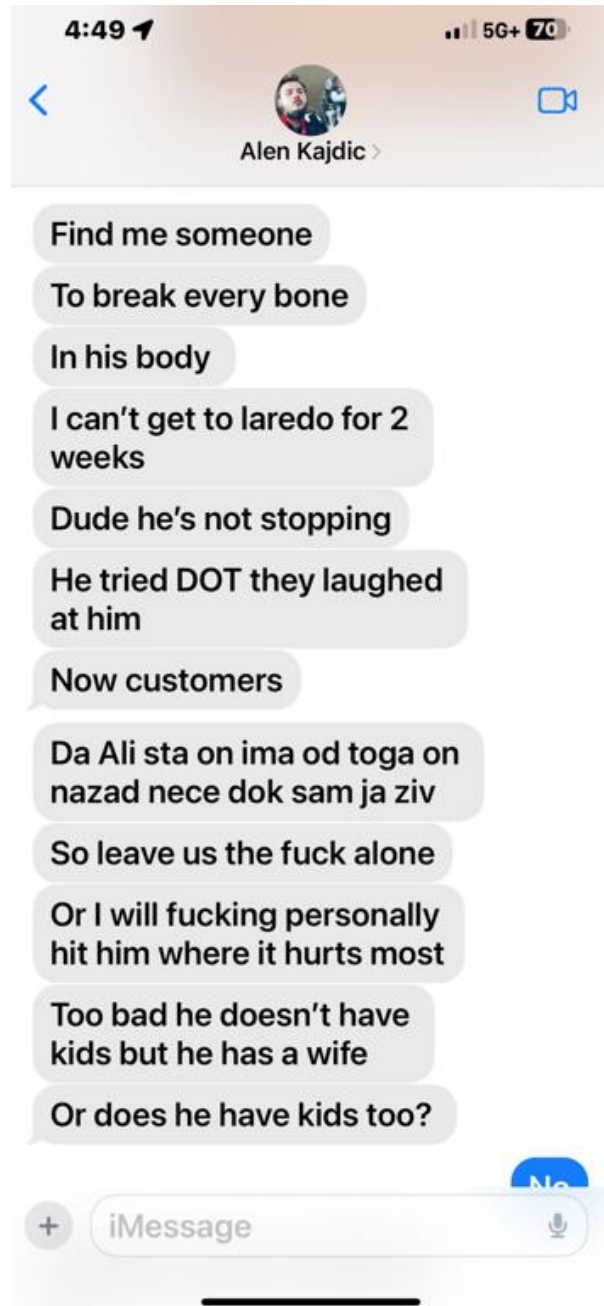 4:49
5G+ 70
Alen Kajdic
Find me someone
To break every bone
In his body
I can't get to laredo for 2
weeks
Dude he's not stopping
He tried DOT they laughed
at him
Now customers
Da Ali sta on ima od toga on
nazad nece dok sam ja ziv
So leave us the fuck alone
Or I will fucking personally
hit him where it hurts most
Too bad he doesn't have
kids but he has a wife
Or does he have kids too?
No
iMessage